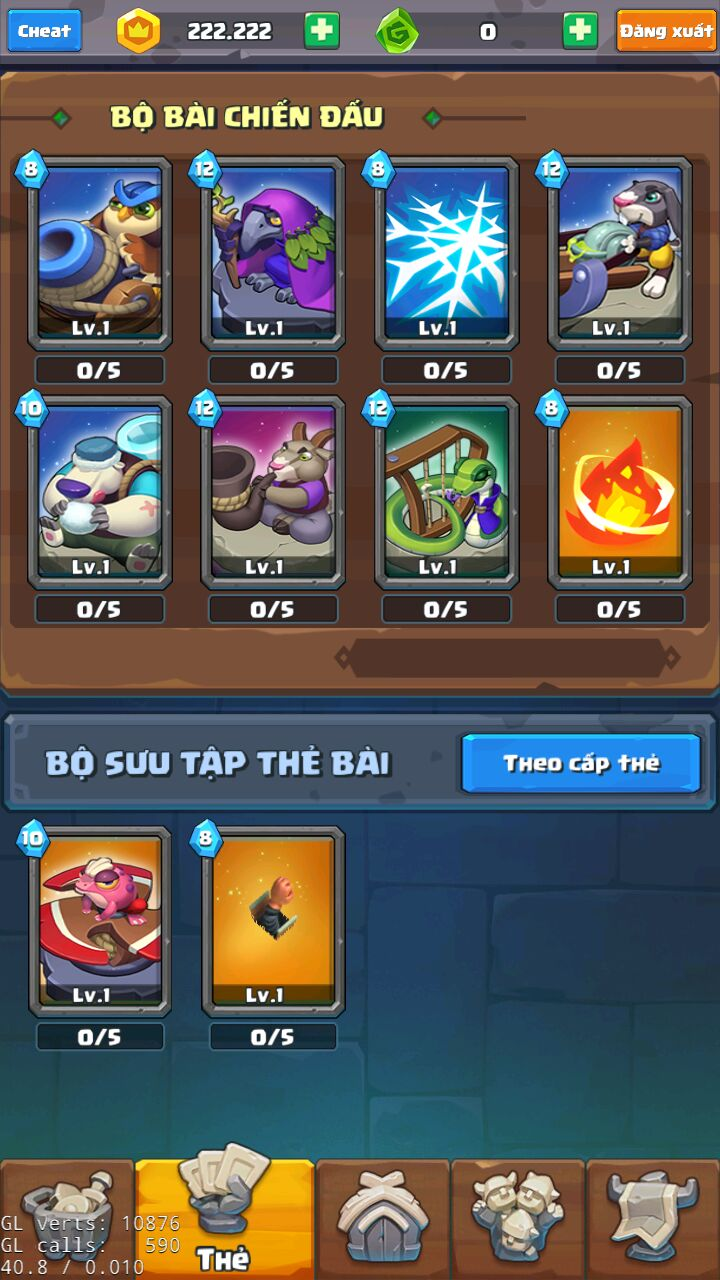 Cheat 222.222 0 Đăng xuất
BỘ BÀI CHIẾN ĐẤU
8 12 8 12
Lv.1 Lv.1 Lv.1 Lv.1
0/5 0/5 0/5 0/5
10 12 12 8
Lv.1 Lv.1 Lv.1 Lv.1
0/5 0/5 0/5 0/5
BỘ SƯU TẬP THẺ BÀI Theo cấp thẻ
10 8
Lv.1 Lv.1
0/5 0/5
GL verts: 10876
GL calls: 590
40.8 / 0.010
Thẻ